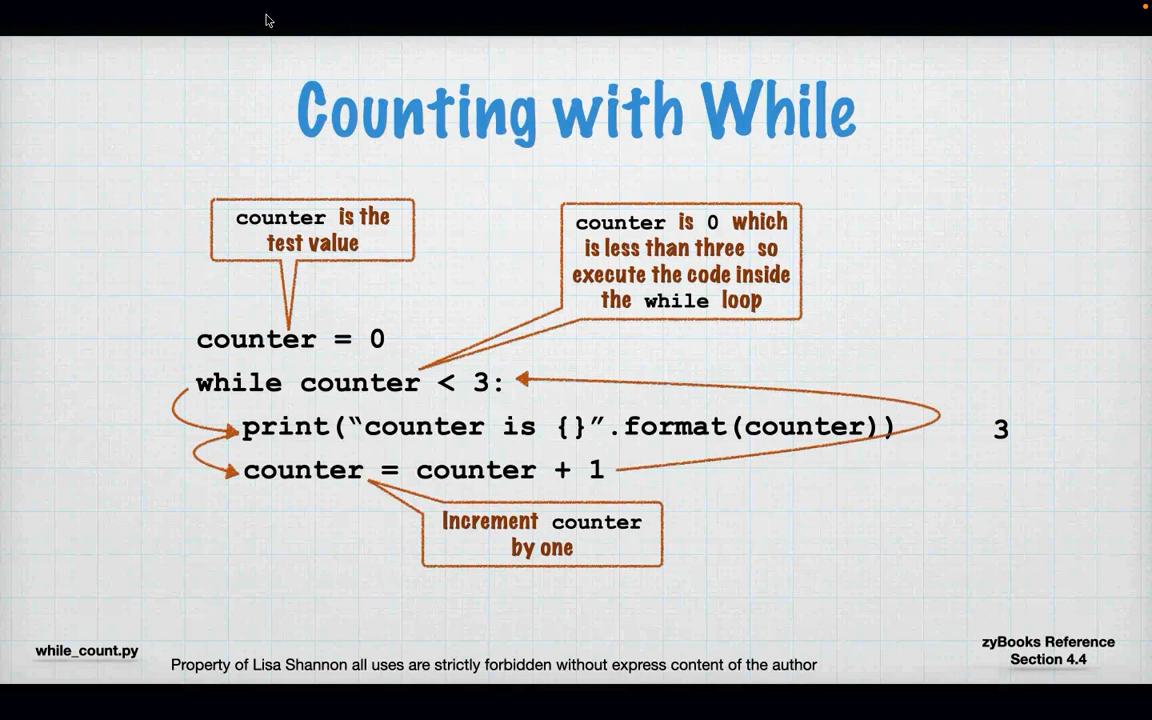 Counting with While
counter is the
test value
counter is 0 which
is less than three so
execute the code inside
the while loop
counter = 0
while counter < 3:
print(“counter is {}”.format(counter))
3
counter = counter + 1
Increment counter
by one
while_count.py
Property of Lisa Shannon all uses are strictly forbidden without express content of the author
zyBooks Reference
Section 4.4